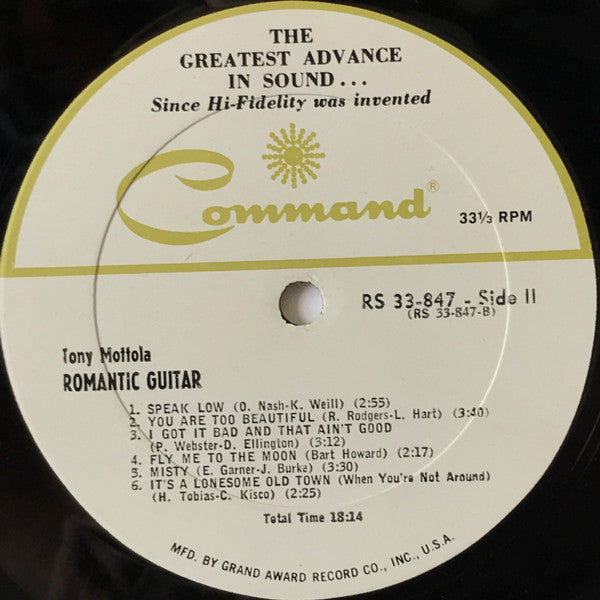 THE
GREATEST ADVANCE
IN SOUND...
Since Hi-Fidelity was invented
Command®
33⅓ RPM
RS 33-847 - Side II
(RS 33-847-B)
Tony Mottola
ROMANTIC GUITAR
1. SPEAK LOW (O. Nash-K. Weill) (2:55)
2. YOU ARE TOO BEAUTIFUL (R. Rodgers-L. Hart) (3:40)
3. I GOT IT BAD AND THAT AIN'T GOOD
(P. Webster-D. Ellington) (3:12)
4. FLY ME TO THE MOON (Bart Howard) (2:17)
5. MISTY (E. Garner-J. Burke) (3:30)
6. IT'S A LONESOME OLD TOWN (When You're Not Around)
(H. Tobias-C. Kisco) (2:25)
Total Time 18:14
MFD. BY GRAND AWARD RECORD CO., INC., U.S.A.